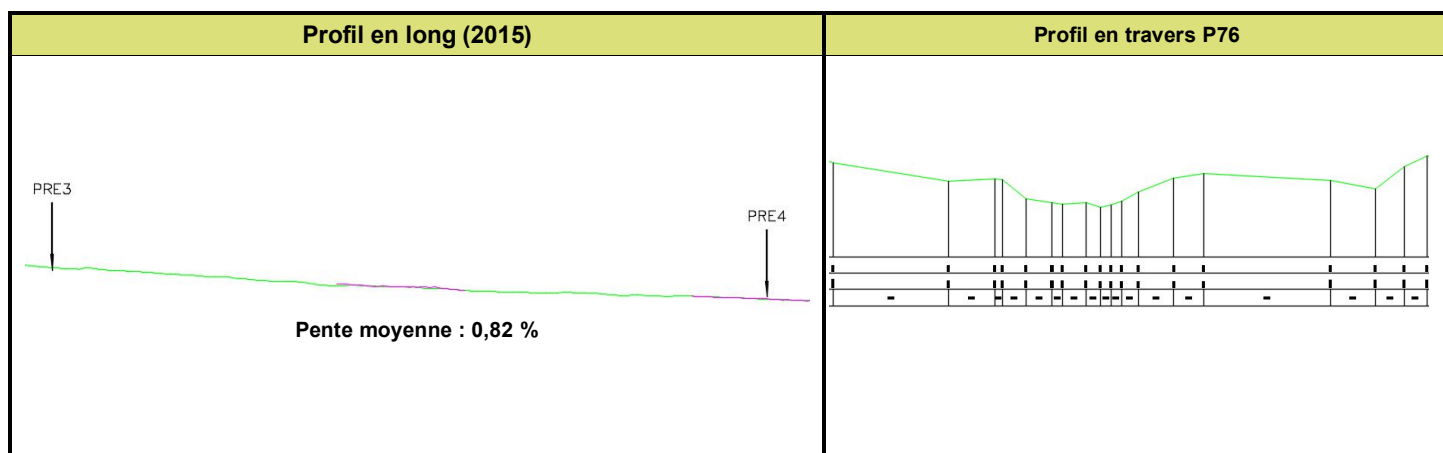 Profil en long (2015)
Profil en travers P76
PRE3
PRE4
Pente moyenne : 0,82 %